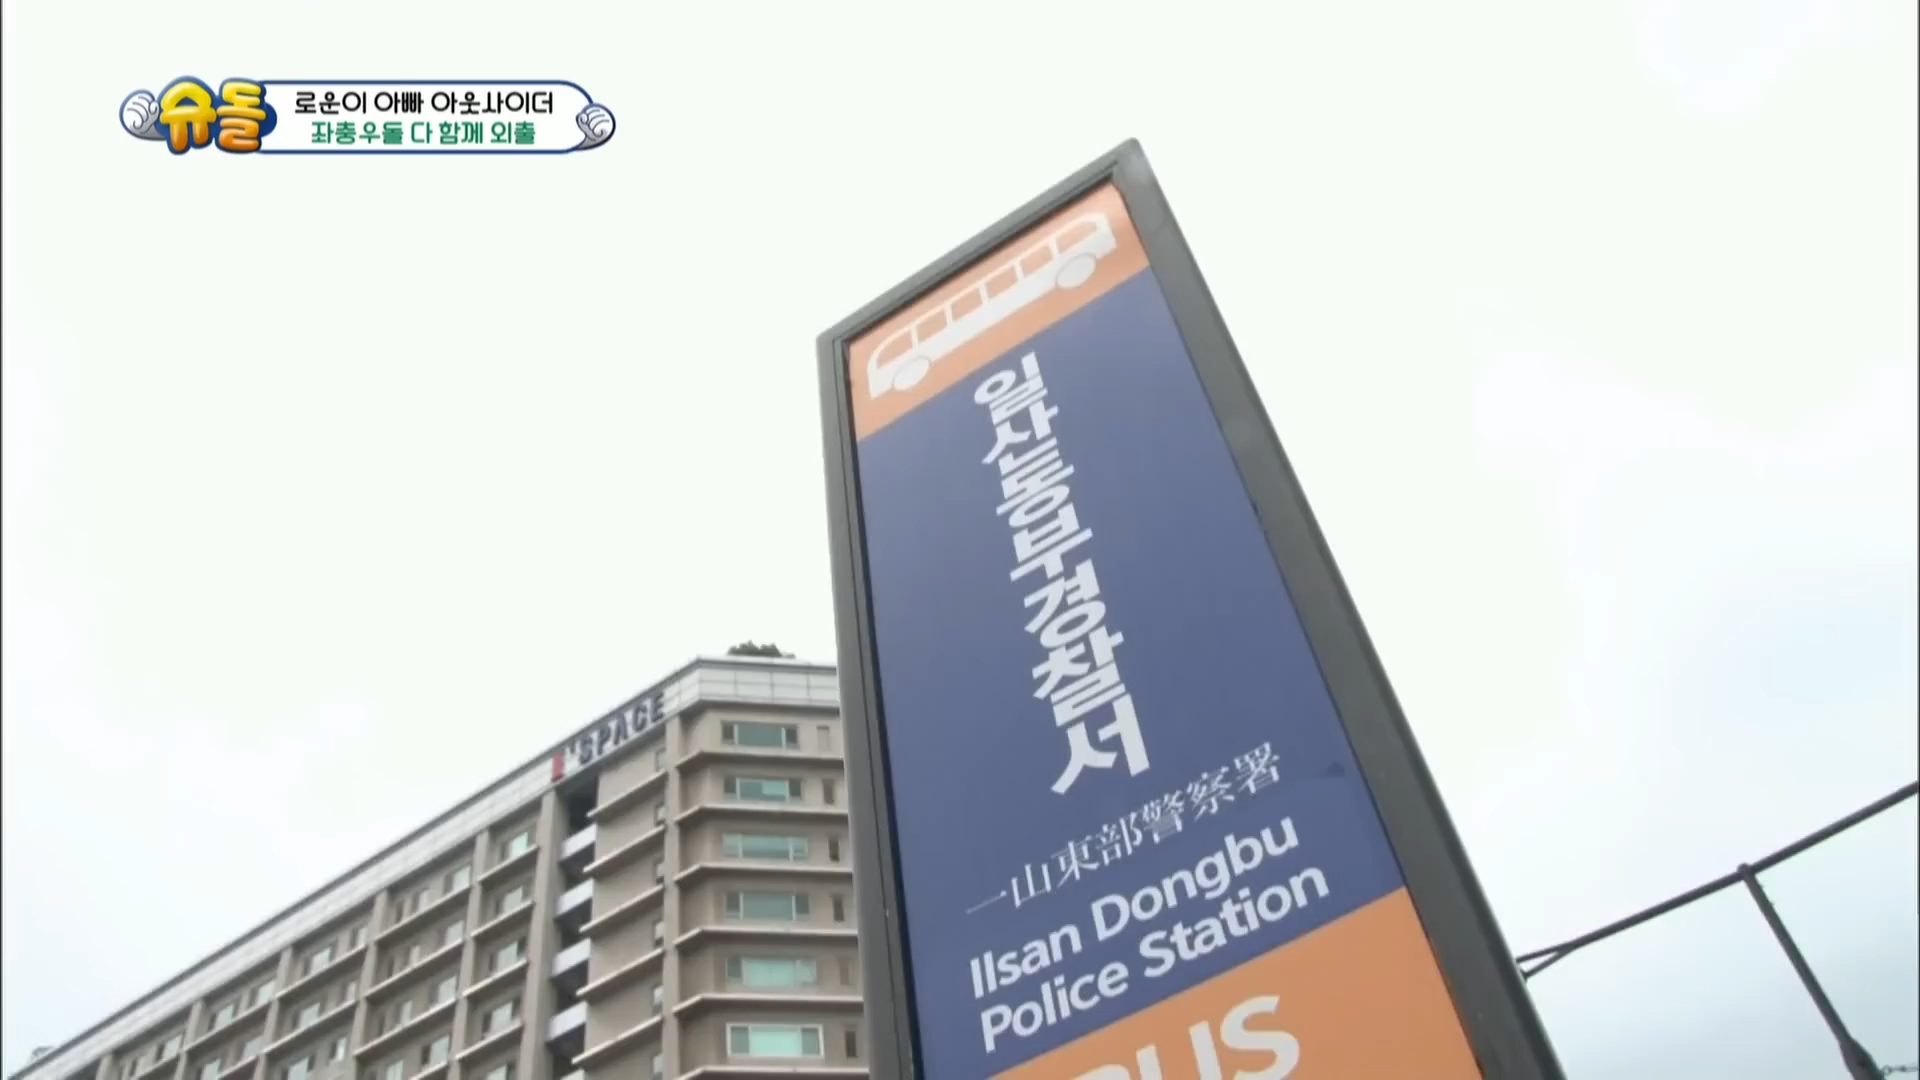 슈돌
로운이 아빠 아웃사이더
좌충우돌 다 함께 외출
일산동부경찰서
一山東部警察署
Ilsan Dongbu
Police Station
BUS
'SPACE